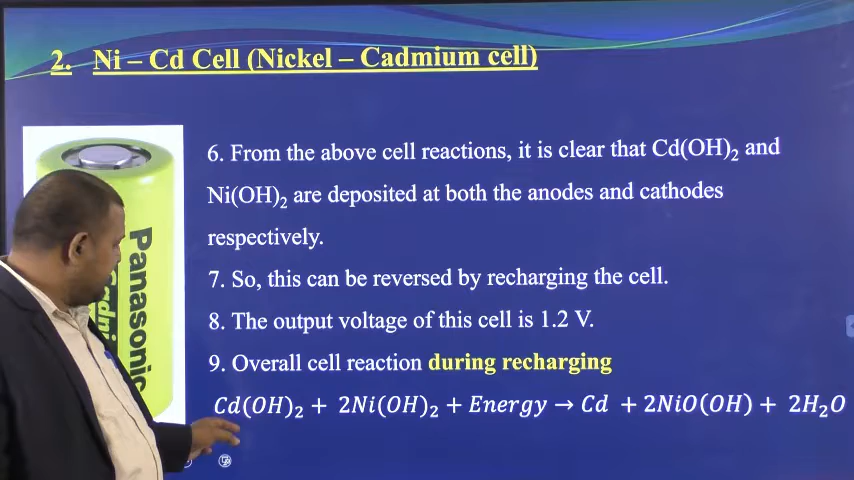 2. Ni – Cd Cell (Nickel – Cadmium cell)
6. From the above cell reactions, it is clear that Cd(OH)₂ and
Ni(OH)₂ are deposited at both the anodes and cathodes
respectively.
7. So, this can be reversed by recharging the cell.
8. The output voltage of this cell is 1.2 V.
9. Overall cell reaction during recharging
Cd(OH)₂ + 2Ni(OH)₂ + Energy → Cd + 2NiO(OH) + 2H₂O
Panasonic